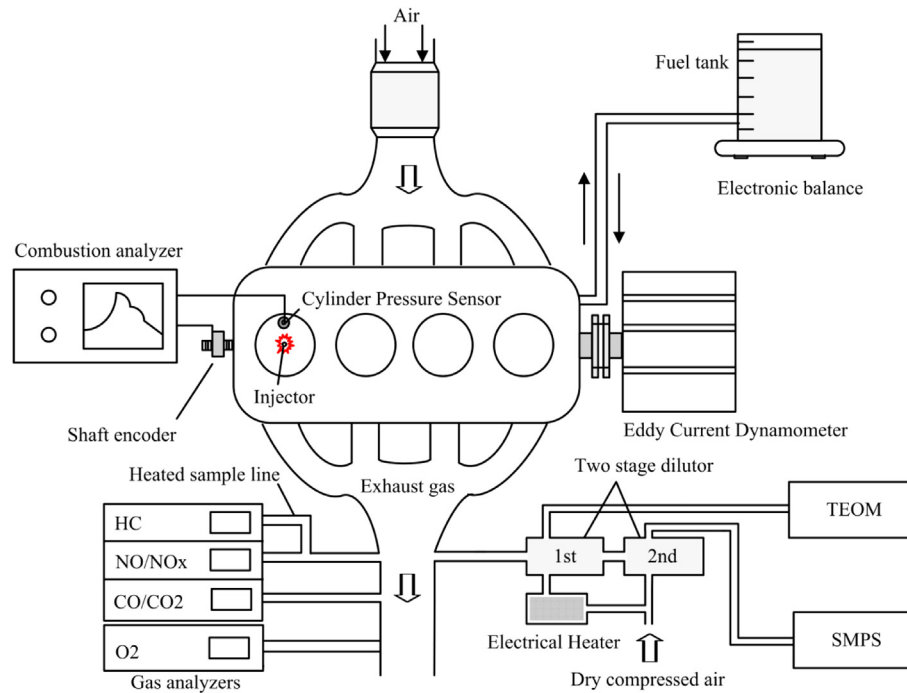 Air
Fuel tank
Electronic balance
Combustion analyzer
Cylinder Pressure Sensor
Injector
Shaft encoder
Eddy Current Dynamometer
Heated sample line
Exhaust gas
Two stage dilutor
HC
NO/NOx
CO/CO2
O2
Gas analyzers
1st
2nd
TEOM
Electrical Heater
SMPS
Dry compressed air